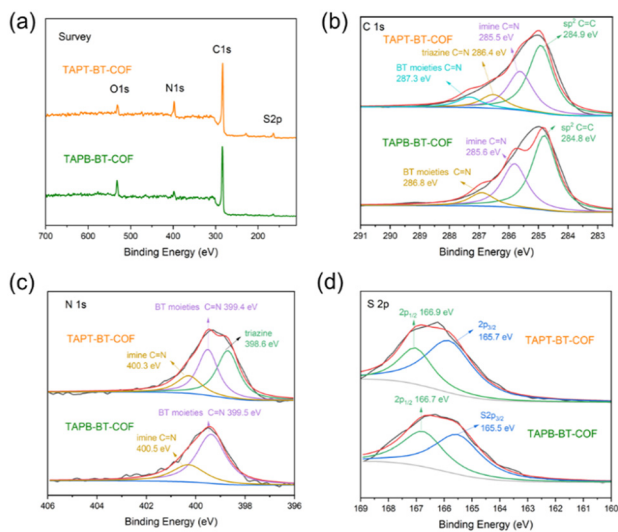 (a)
Survey
C1s
TAPT-BT-COF
O1s
N1s
S2p
TAPB-BT-COF
700 600 500 400 300 200
Binding Energy (eV)
(b)
C 1s
TAPT-BT-COF
imine C=N
285.5 eV
sp² C=C
284.9 eV
triazine C=N 286.4 eV
BT moieties C=N
287.3 eV
TAPB-BT-COF
imine C=N
285.6 eV
sp² C=C
284.8 eV
BT moieties C=N
286.8 eV
291 290 289 288 287 286 285 284 283
Binding Energy (eV)
(c)
N 1s
BT moieties C=N 399.4 eV
TAPT-BT-COF
triazine
398.6 eV
imine C=N
400.3 eV
BT moieties C=N 399.5 eV
TAPB-BT-COF
imine C=N
400.5 eV
406 404 402 400 398 396
Binding Energy (eV)
(d)
S 2p
2p1/2 166.9 eV
2p3/2
165.7 eV
TAPT-BT-COF
2p1/2 166.7 eV
S2p3/2
165.5 eV
TAPB-BT-COF
169 168 167 166 165 164 163 162 161 160
Binding Energy (eV)